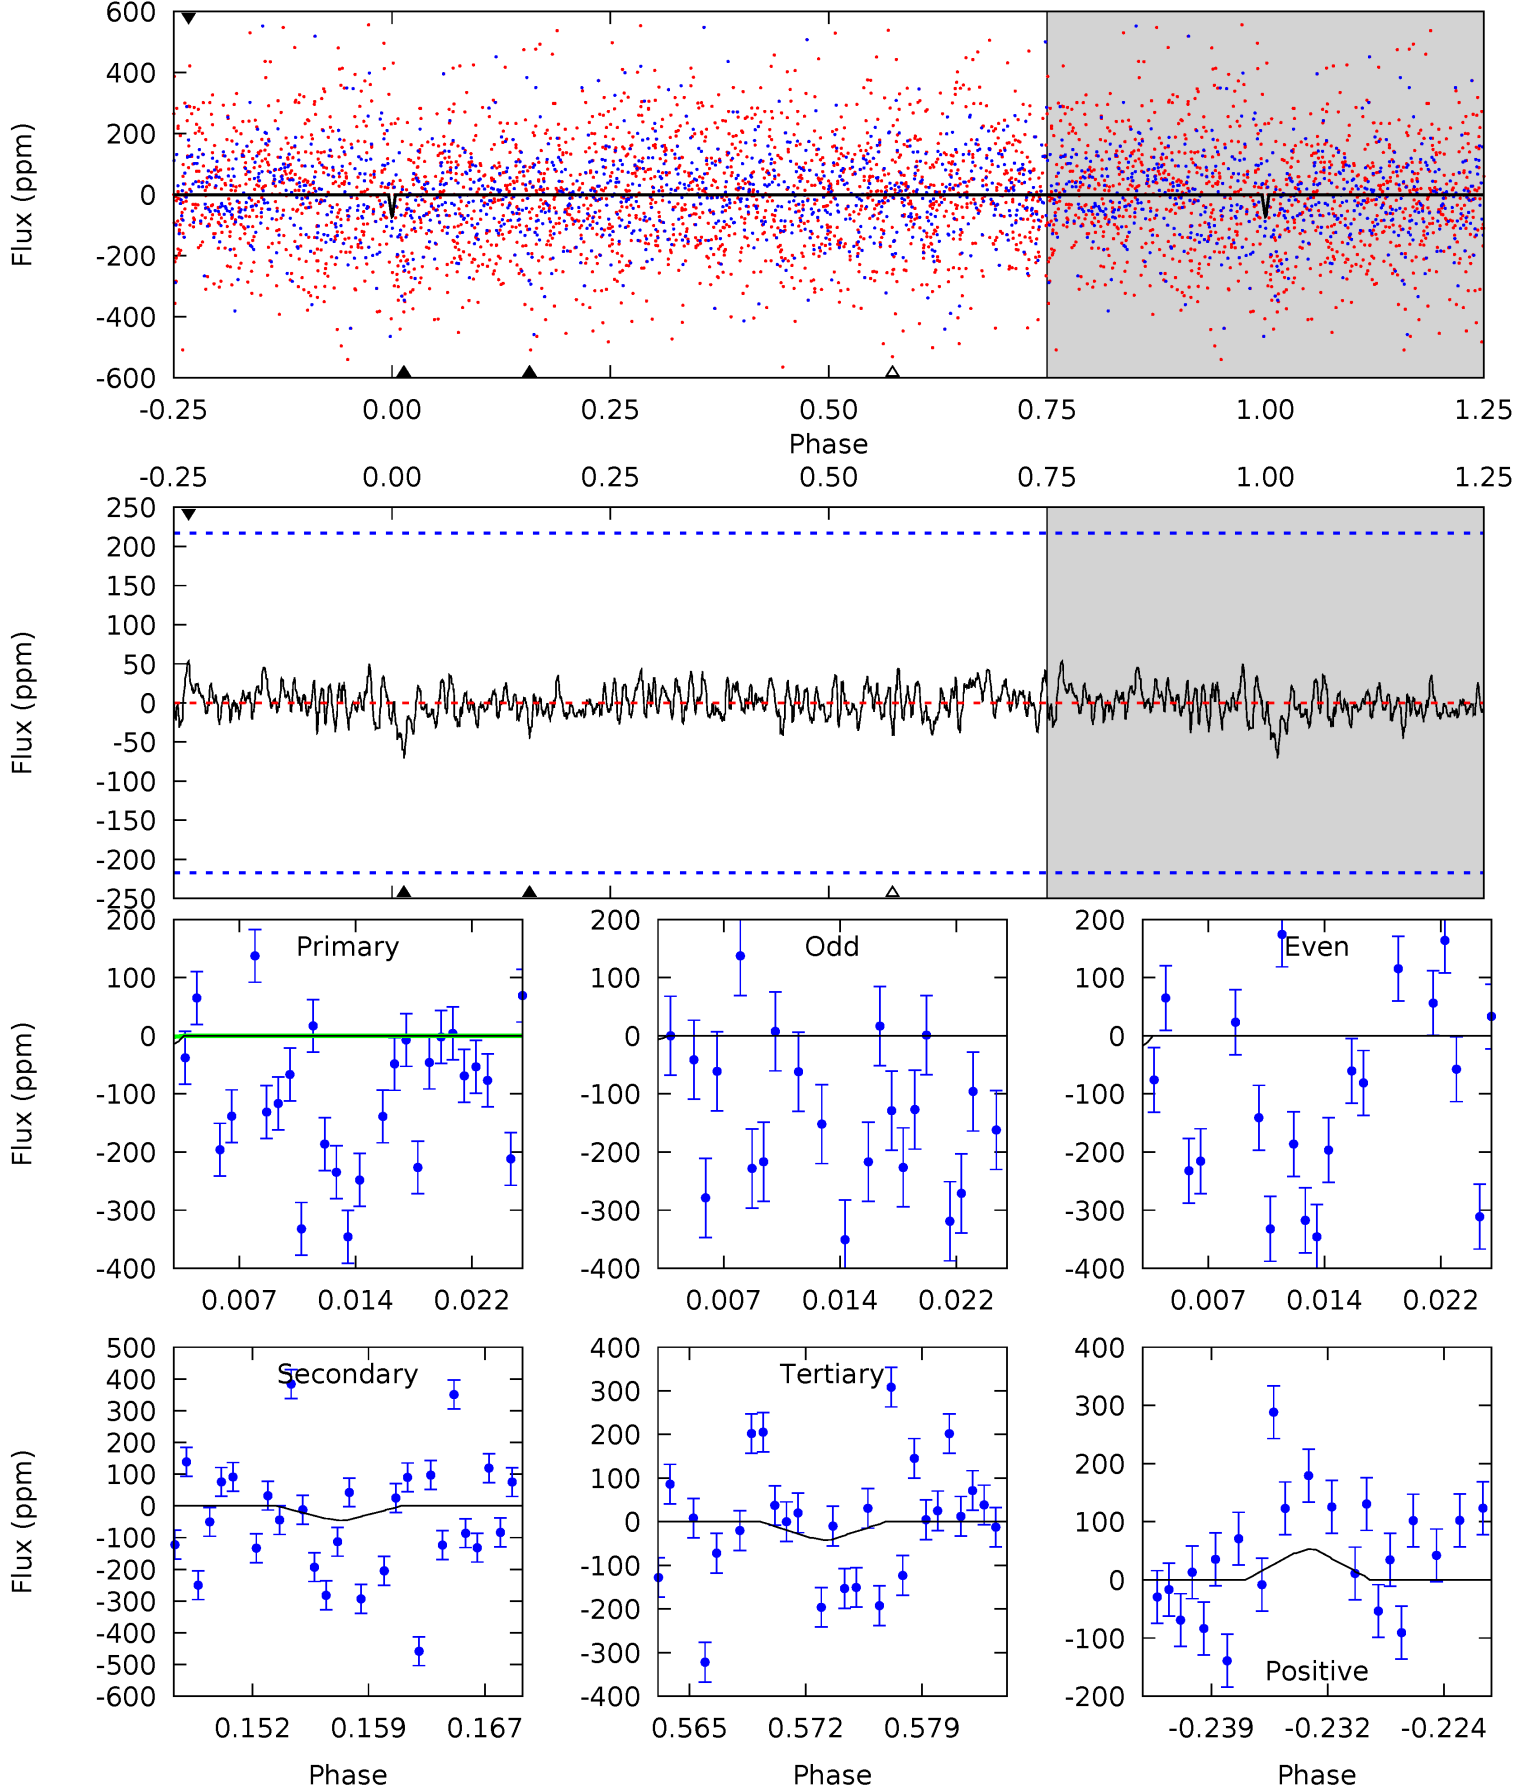 600
400
200
0
-200
-400
-600
Flux (ppm)
-0.25 0.00 0.25 0.50 0.75 1.00 1.25
Phase
-0.25 0.00 0.25 0.50 0.75 1.00 1.25
250
200
150
100
50
0
-50
-100
-150
-200
-250
Flux (ppm)
Primary Odd Even
200 200 200
100 100 100
0 0 0
-100 -100 -100
-200 -200 -200
-300 -300 -300
-400 -400 -400
Flux (ppm)
0.007 0.014 0.022 0.007 0.014 0.022 0.007 0.014 0.022
500
400
300
200
100
0
-100
-200
-300
-400
-500
-600
Flux (ppm)
Secondary
0.152 0.159 0.167
Phase
400
300
200
100
0
-100
-200
-300
-400
Tertiary
0.565 0.572 0.579
Phase
400
300
200
100
0
-100
-200
Positive
-0.239 -0.232 -0.224
Phase